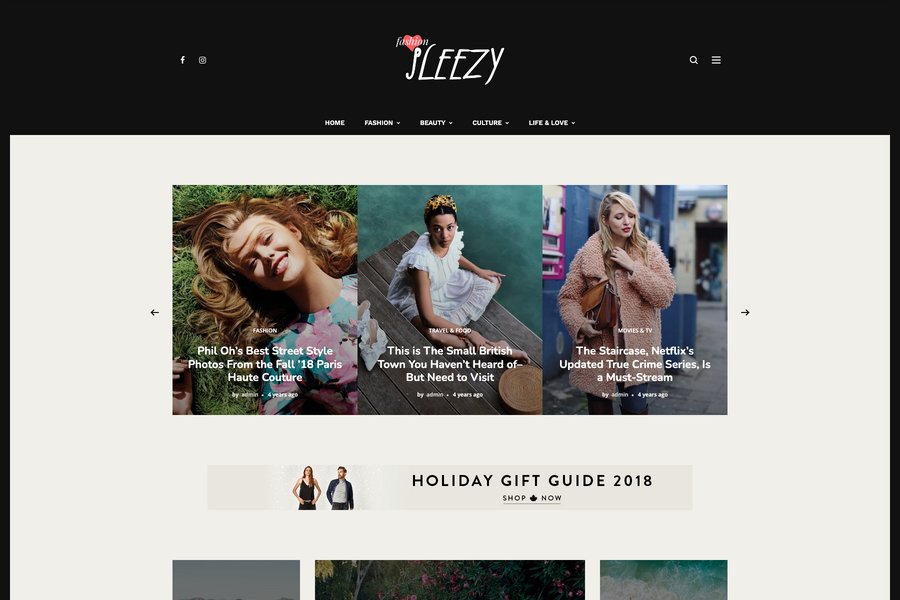 fashion
SLEEZY
HOME FASHION BEAUTY CULTURE LIFE & LOVE
FASHION
Phil Oh's Best Street Style
Photos From the Fall '18 Paris
Haute Couture
by admin • 4 years ago
TRAVEL & FOOD
This is The Small British
Town You Haven't Heard of–
But Need to Visit
by admin • 4 years ago
MOVIES & TV
The Staircase, Netflix's
Updated True Crime Series, Is
a Must-Stream
by admin • 4 years ago
HOLIDAY GIFT GUIDE 2018
SHOP NOW